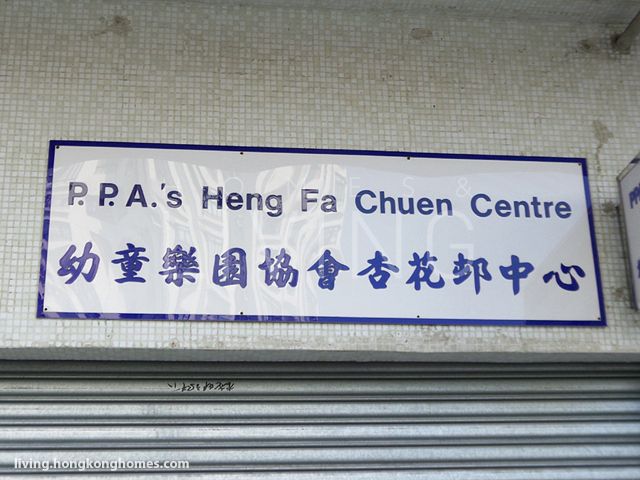 P.P.A.'s Heng Fa Chuen Centre
幼童樂園協會杏花邨中心
living.hongkonghomes.com